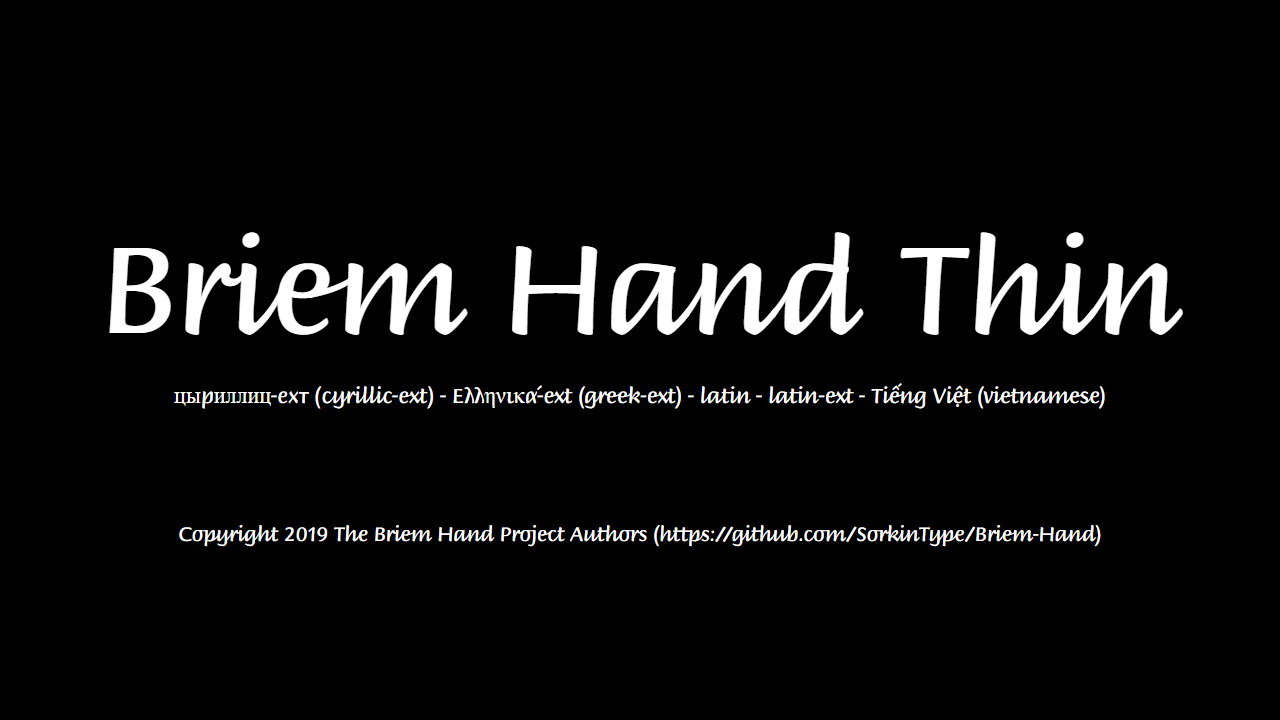 Briem Hand Thin
цыриллиц-ехт (cyrillic-ext) - Ελληνικά-ext (greek-ext) - latin - latin-ext - Tiếng Việt (vietnamese)
Copyright 2019 The Briem Hand Project Authors (https://github.com/SorkinType/Briem-Hand)